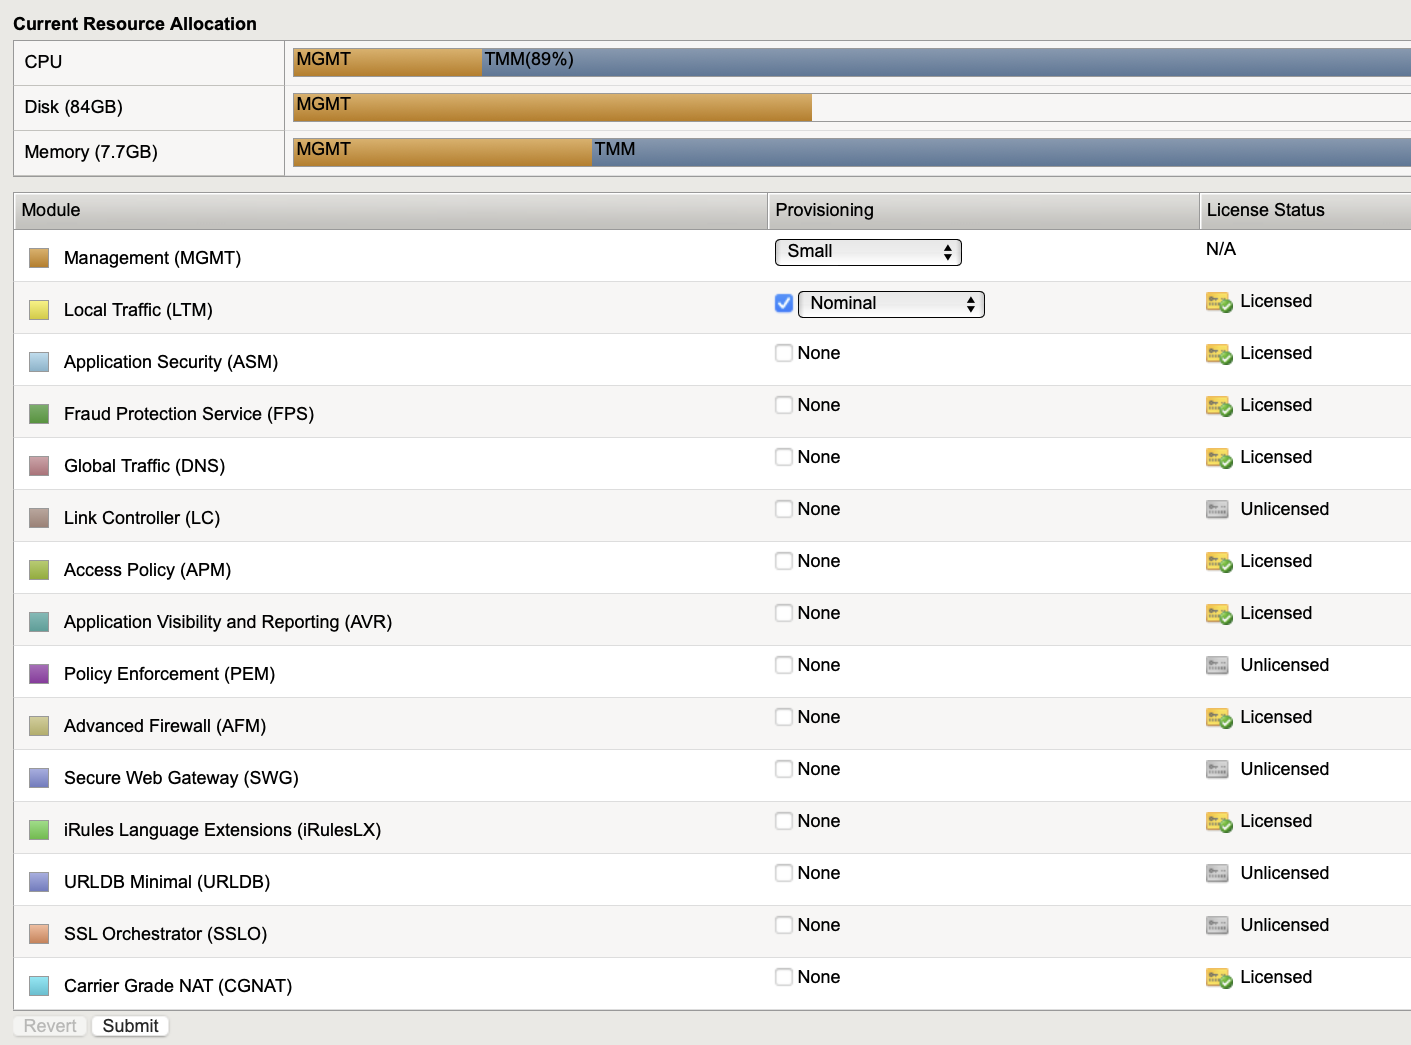 Current Resource Allocation
CPU MGMT TMM(89%)
Disk (84GB) MGMT
Memory (7.7GB) MGMT TMM
Module Provisioning License Status
Management (MGMT) Small N/A
Local Traffic (LTM) Nominal Licensed
Application Security (ASM) None Licensed
Fraud Protection Service (FPS) None Licensed
Global Traffic (DNS) None Licensed
Link Controller (LC) None Unlicensed
Access Policy (APM) None Licensed
Application Visibility and Reporting (AVR) None Licensed
Policy Enforcement (PEM) None Unlicensed
Advanced Firewall (AFM) None Licensed
Secure Web Gateway (SWG) None Unlicensed
iRules Language Extensions (iRulesLX) None Licensed
URLDB Minimal (URLDB) None Unlicensed
SSL Orchestrator (SSLO) None Unlicensed
Carrier Grade NAT (CGNAT) None Licensed
Revert Submit